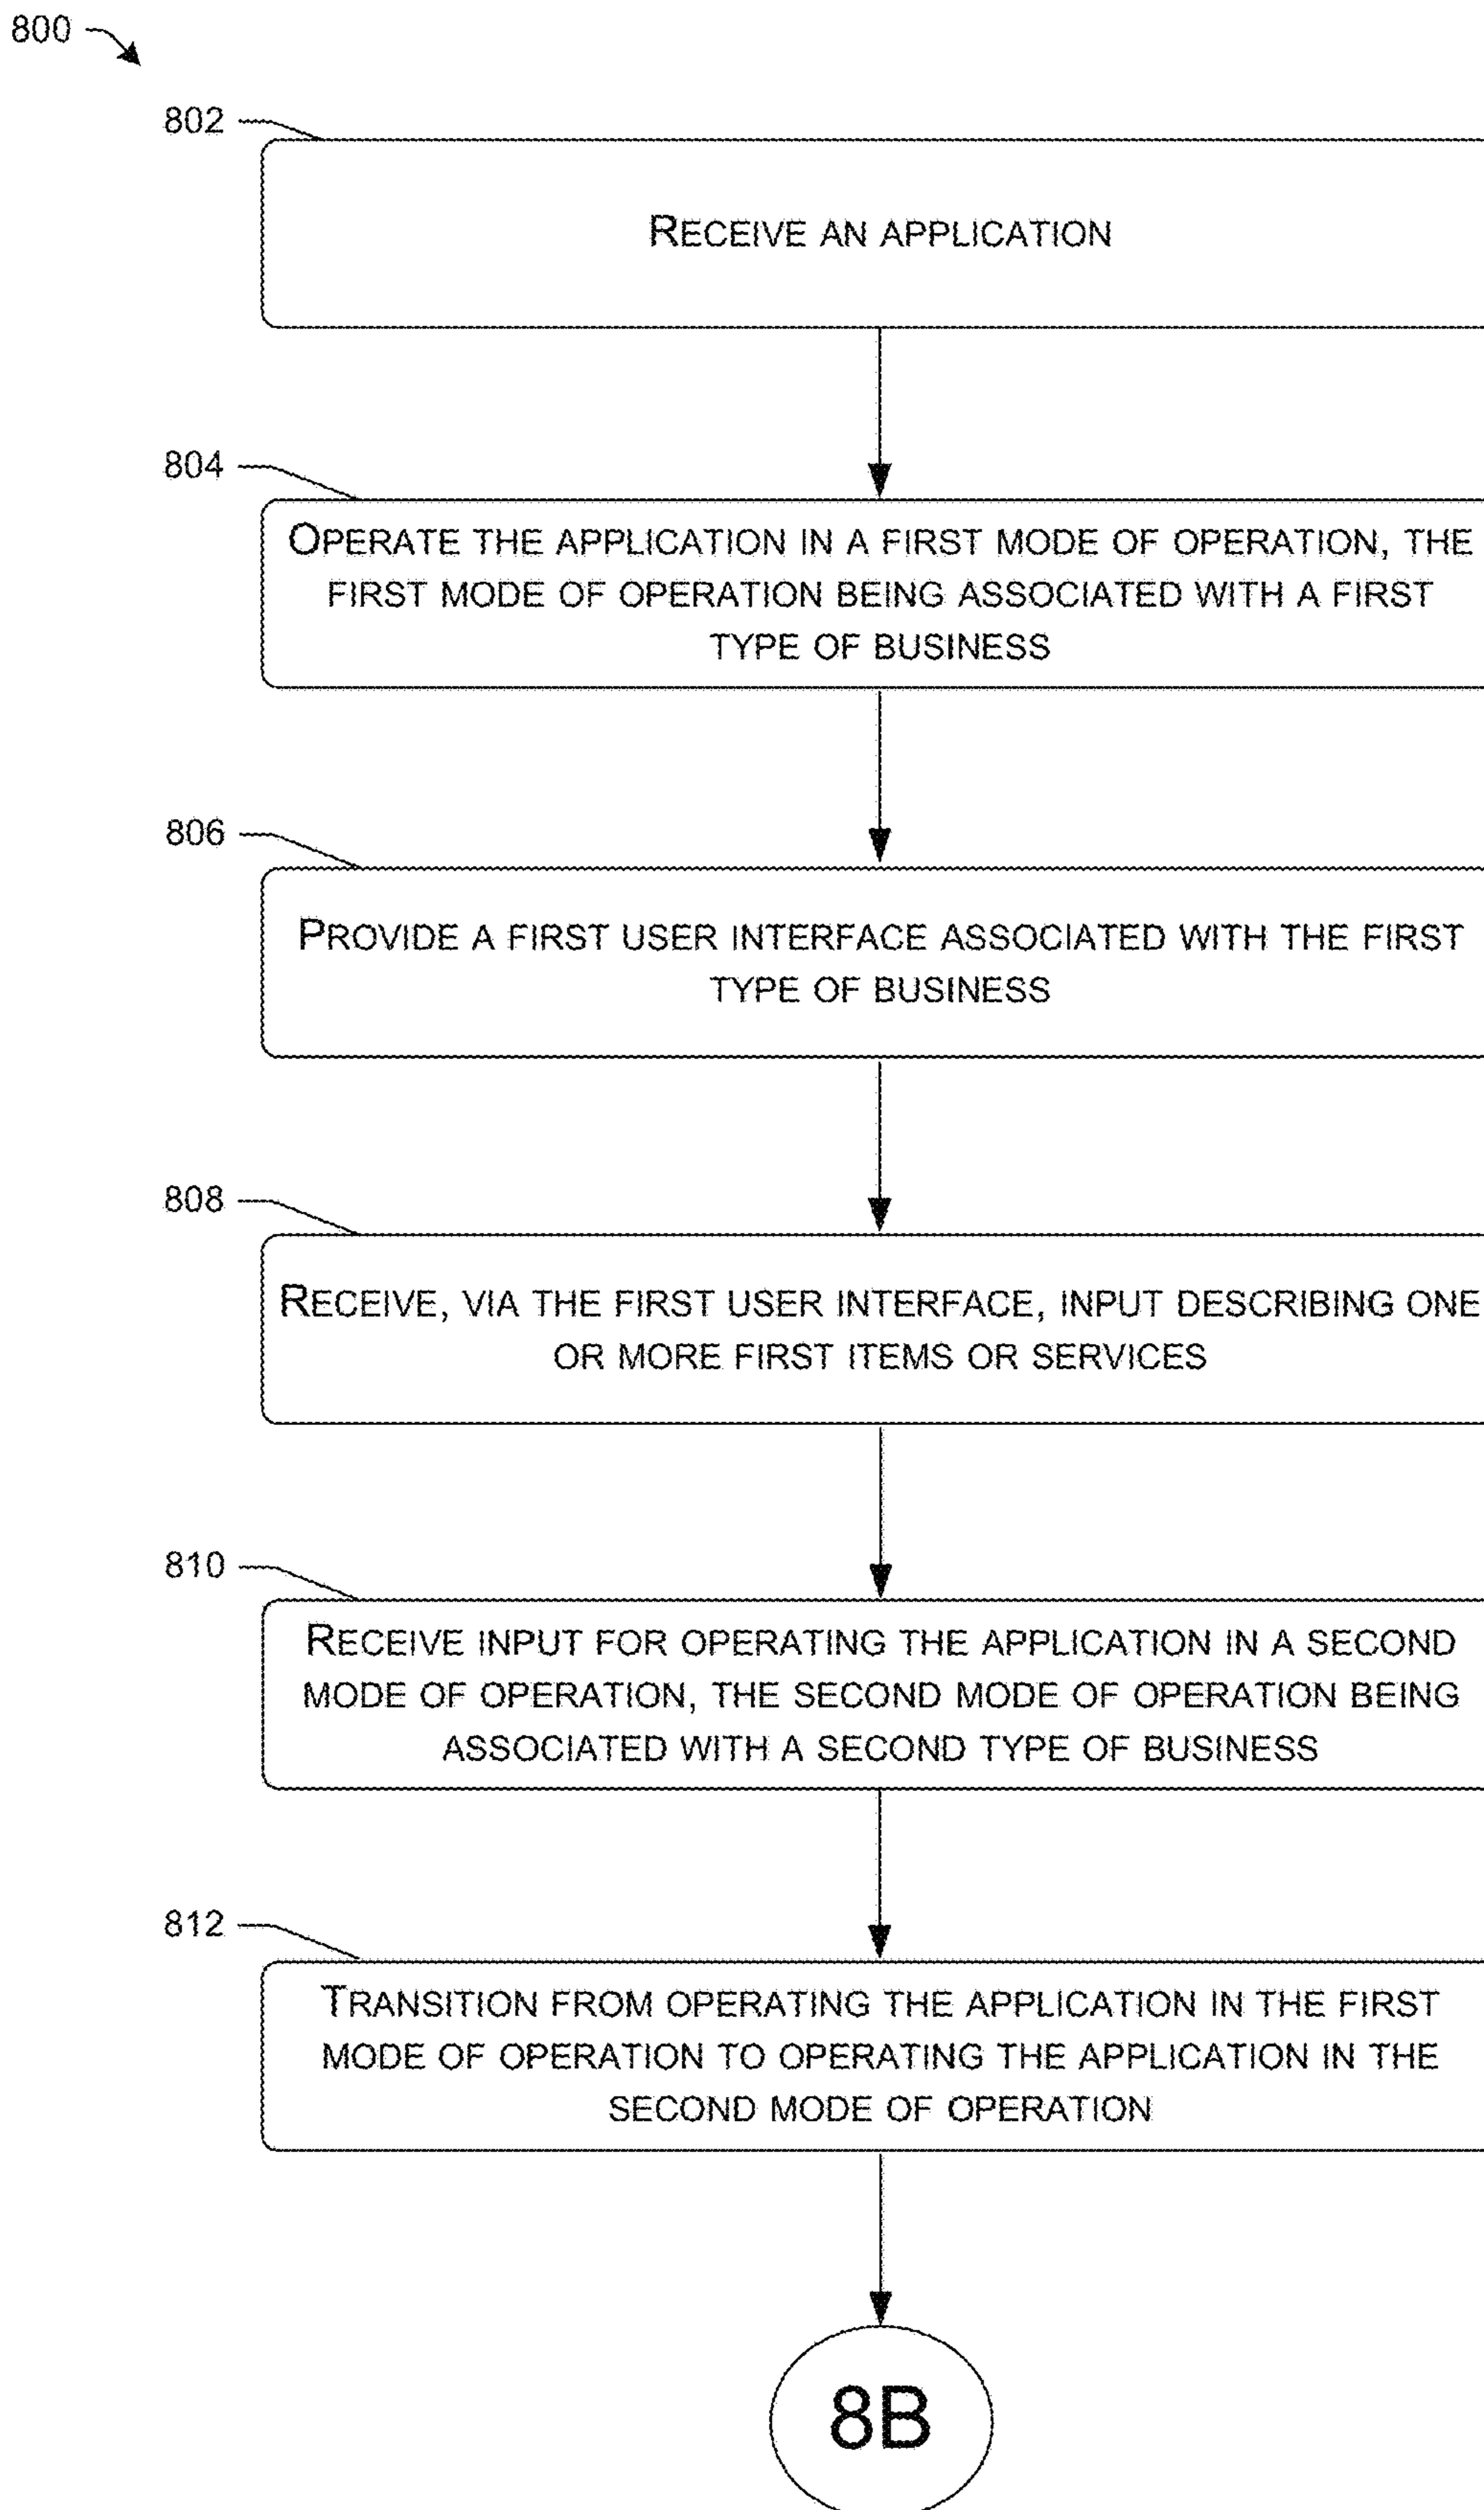 800
802
RECEIVE AN APPLICATION
804
OPERATE THE APPLICATION IN A FIRST MODE OF OPERATION, THE
FIRST MODE OF OPERATION BEING ASSOCIATED WITH A FIRST
TYPE OF BUSINESS
806
PROVIDE A FIRST USER INTERFACE ASSOCIATED WITH THE FIRST
TYPE OF BUSINESS
808
RECEIVE, VIA THE FIRST USER INTERFACE, INPUT DESCRIBING ONE
OR MORE FIRST ITEMS OR SERVICES
810
RECEIVE INPUT FOR OPERATING THE APPLICATION IN A SECOND
MODE OF OPERATION, THE SECOND MODE OF OPERATION BEING
ASSOCIATED WITH A SECOND TYPE OF BUSINESS
812
TRANSITION FROM OPERATING THE APPLICATION IN THE FIRST
MODE OF OPERATION TO OPERATING THE APPLICATION IN THE
SECOND MODE OF OPERATION
8B